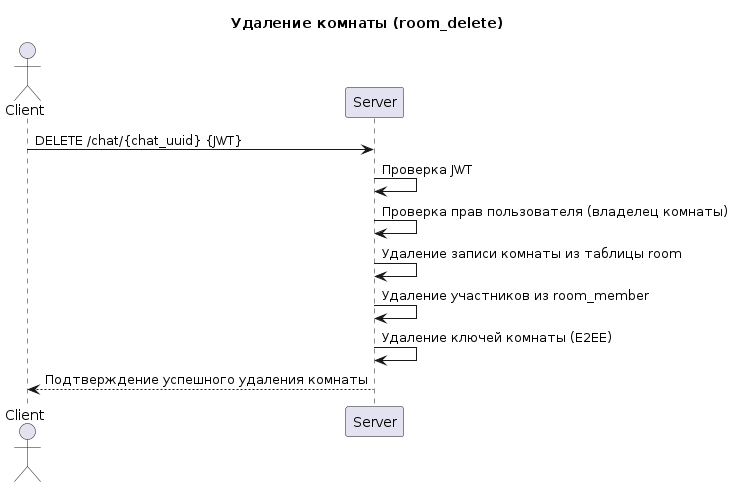 Удаление комнаты (room_delete)
Client
Server
DELETE /chat/{chat_uuid} {JWT}
Проверка JWT
Проверка прав пользователя (владелец комнаты)
Удаление записи комнаты из таблицы room
Удаление участников из room_member
Удаление ключей комнаты (E2EE)
Подтверждение успешного удаления комнаты
Client
Server